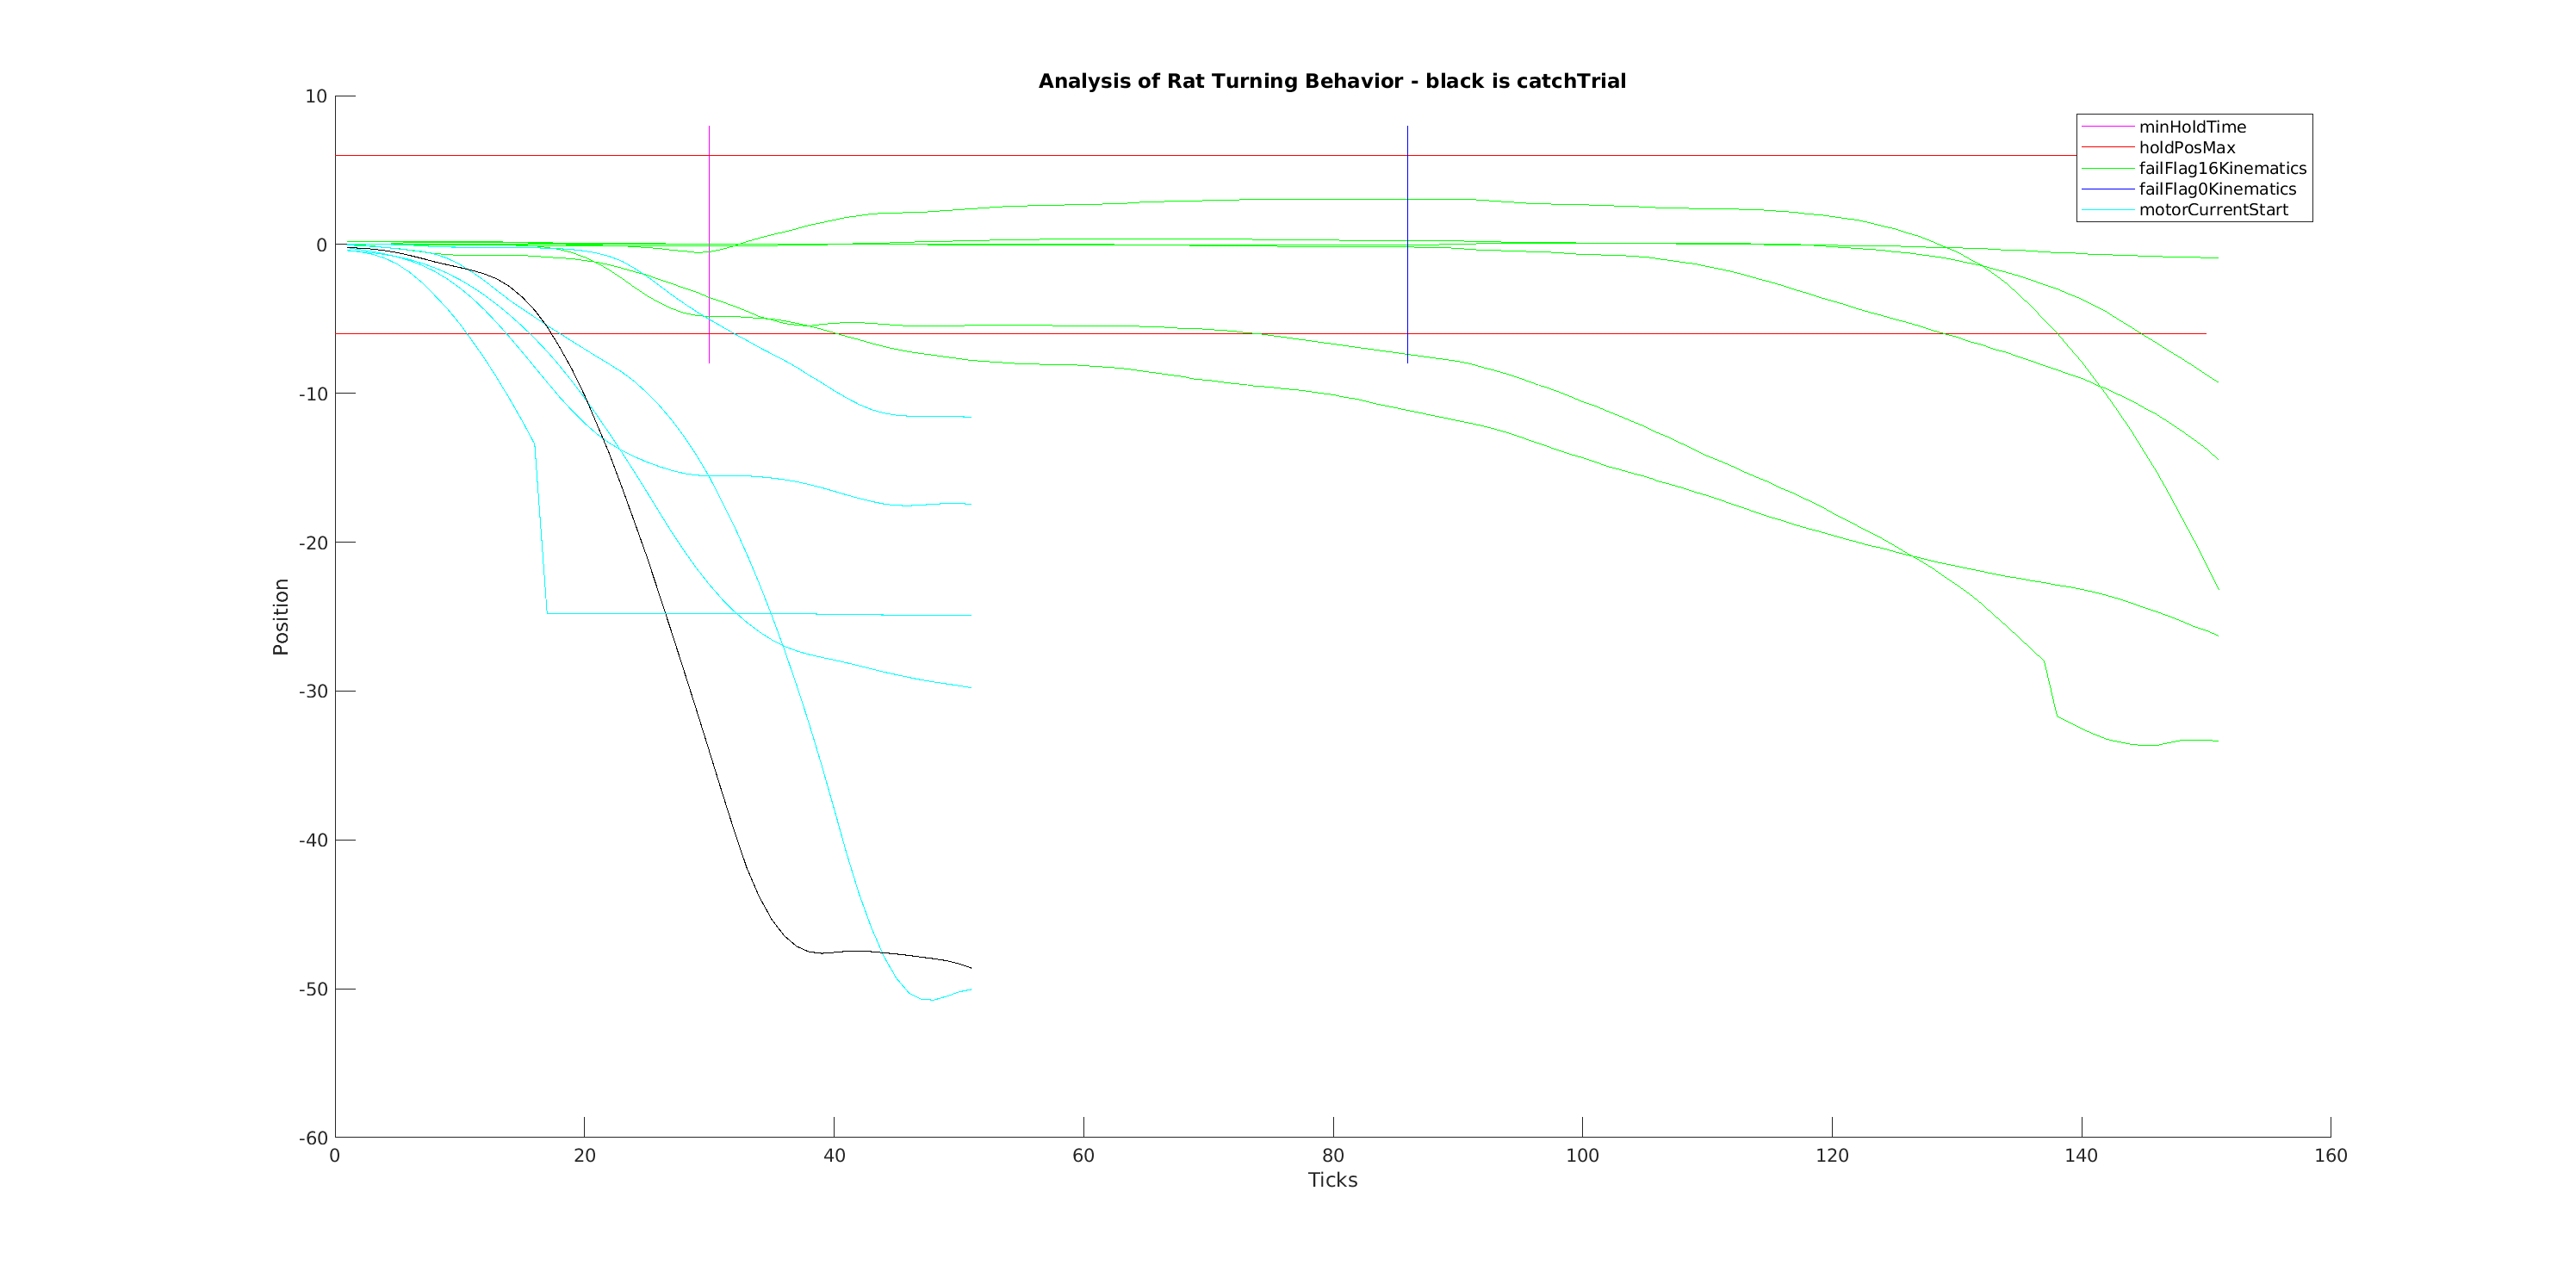 Analysis of Rat Turning Behavior - black is catchTrial
10
0
-10
-20
-30
-40
-50
-60
Position
0 20 40 60 80 100 120 140 160
Ticks
minHoldTime
holdPosMax
failFlag16Kinematics
failFlag0Kinematics
motorCurrentStart